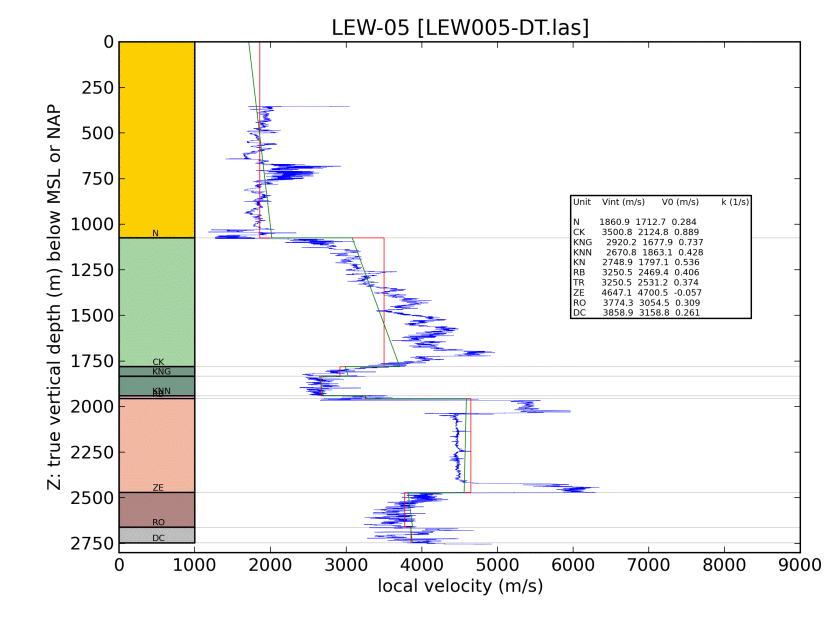 LEW-05 [LEW005-DT.las]
0
250
500
750
1000
1250
1500
1750
2000
2250
2500
2750
Z: true vertical depth (m) below MSL or NAP
N
CK
KNG
KNN
ZE
RO
DC
Unit Vint (m/s) V0 (m/s) k (1/s)
N 1860.9 1712.7 0.284
CK 3500.8 2124.8 0.889
KNG 2920.2 1677.9 0.737
KNN 2670.8 1863.1 0.428
KN 2748.9 1797.1 0.536
RB 3250.5 2469.4 0.406
TR 3250.5 2531.2 0.374
ZE 4647.1 4700.5 -0.057
RO 3774.3 3054.5 0.309
DC 3858.9 3158.8 0.261
0 1000 2000 3000 4000 5000 6000 7000 8000 9000
local velocity (m/s)